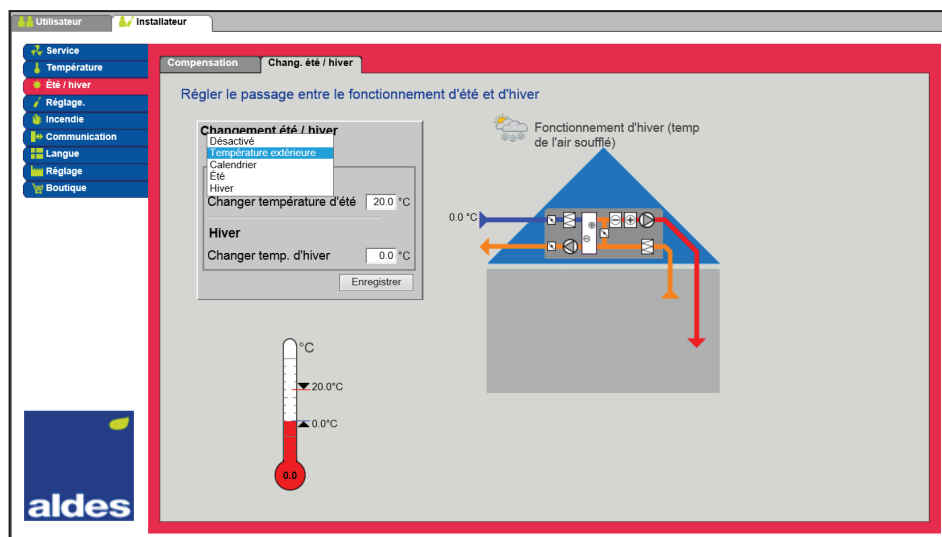 Utilisateur
Installateur
Service
Température
Été / hiver
Réglage.
Incendie
Communication
Langue
Réglage
Boutique
Compensation
Chang. été / hiver
Régler le passage entre le fonctionnement d'été et d'hiver
Changement été / hiver
Désactivé
Température extérieure
Calendrier
Été
Hiver
Changer température d'été 20.0 °C
Hiver
Changer temp. d'hiver 0.0 °C
Enregistrer
Fonctionnement d'hiver (temp
de l'air soufflé)
0.0 °C
°C
20.0°C
0.0°C
0.0
aldes